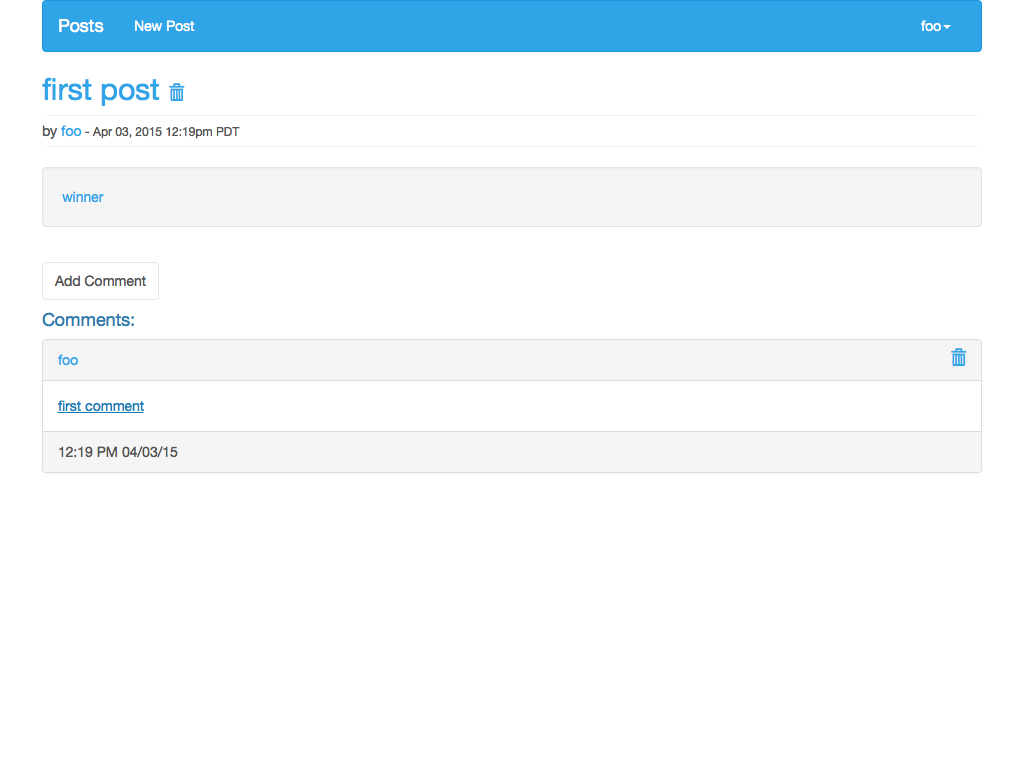 Posts New Post foo
first post
by foo - Apr 03, 2015 12:19pm PDT
winner
Add Comment
Comments:
foo
first comment
12:19 PM 04/03/15